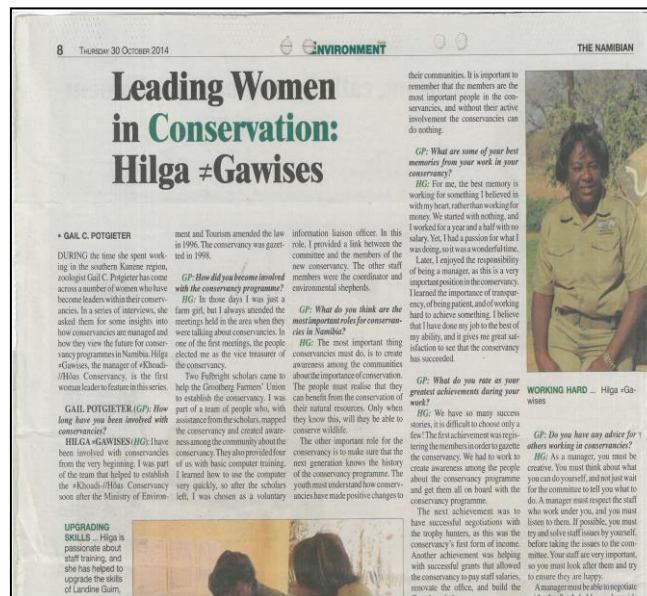 8 THURSDAY 30 OCTOBER 2014
ENVIRONMENT
THE NAMIBIAN
Leading Women
in Conservation:
Hilga ≠Gawises
• GAIL C. POTGIETER
DURING the time she spent work-
ing in the southern Kunene region,
zoologist Gail C. Potgieter has come
across a number of women who have
become leaders within their conserv-
ancies. In a series of interviews, she
asked them for some insights into
how conservancies are managed and
how they view the future for conser-
vancy programmes in Namibia. Hilga
≠Gawises, the manager of ≠Khoadi-
//Hôas Conservancy, is the first
woman leader to feature in this series.
GAIL POTGIETER (GP): How
long have you been involved with
conservancies?
HILGA ≠GAWISES (HG): I have
been involved with conservancies
from the very beginning. I was part
of the team that helped to establish
the ≠Khoadi-//Hôas Conservancy
soon after the Ministry of Environ-
ment and Tourism amended the law
in 1996. The conservancy was gazet-
ted in 1998.
GP: How did you become involved
with the conservancy programme?
HG: In those days I was just a
farm girl, but I always attended the
meetings held in the area when they
were talking about conservancies. In
one of the first meetings, the people
elected me as the vice treasurer of
the conservancy.
Two Fulbright scholars came to
help the Grootberg Farmers' Union
to establish the conservancy. I was
part of a team of people who, with
assistance from the scholars, mapped
the conservancy and created aware-
ness among the community about the
conservancy. They also provided four
of us with basic computer training.
I learned how to use the computer
very quickly, so after the scholars
left, I was chosen as a voluntary
information liaison officer. In this
role, I provided a link between the
committee and the members of the
new conservancy. The other staff
members were the coordinator and
environmental shepherds.
GP: What do you think are the
most important roles for conservan-
cies in Namibia?
HG: The most important thing
conservancies must do, is to create
awareness among the communities
about the importance of conservation.
The people must realise that they
can benefit from the conservation of
their natural resources. Only when
they know this, will they be able to
conserve wildlife.
The other important role for the
conservancy is to make sure that the
next generation knows the history
of the conservancy programme. The
youth must understand how conserv-
ancies have made positive changes to
their communities. It is important to
remember that the members are the
most important people in the con-
servancies, and without their active
involvement the conservancies can
do nothing.
GP: What are some of your best
memories from your work in your
conservancy?
HG: For me, the best memory is
working for something I believed in
with my heart, rather than working for
money. We started with nothing, and
I worked for a year and a half with no
salary. Yet, I had a passion for what I
was doing, so it was a wonderful time.
Later, I enjoyed the responsibility
of being a manager, as this is a very
important position in the conservancy.
I learned the importance of transpar-
ency, of being patient, and of working
hard to achieve something. I believe
that I have done my job to the best of
my ability, and it gives me great sat-
isfaction to see that the conservancy
has succeeded.
GP: What do you rate as your
greatest achievements during your
work?
HG: We have so many success
stories, it is difficult to choose only a
few! The first achievement was regis-
tering the members in order to gazette
the conservancy. We had to work to
create awareness among the people
about the conservancy programme
and get them all on board with the
conservancy programme.
The next achievement was to
have successful negotiations with
the trophy hunters, as this was the
conservancy's first form of income.
Another achievement was helping
with successful grants that allowed
the conservancy to pay staff salaries,
renovate the office, and build the
WORKING HARD ... Hilga ≠Ga-
wises
GP: Do you have any advice for
others working in conservancies?
HG: As a manager, you must be
creative. You must think about what
you can do yourself, and not just wait
for the committee to tell you what to
do. A manager must respect the staff
who work under you, and you must
listen to them. If possible, you must
try and solve staff issues by yourself,
before taking the issues to the com-
mittee. Your staff are very important,
so you must look after them and try
to ensure they are happy.
A manager must be able to negotiate
UPGRADING
SKILLS ... Hilga is
passionate about
staff training, and
she has helped to
upgrade the skills
of Landine Guim,